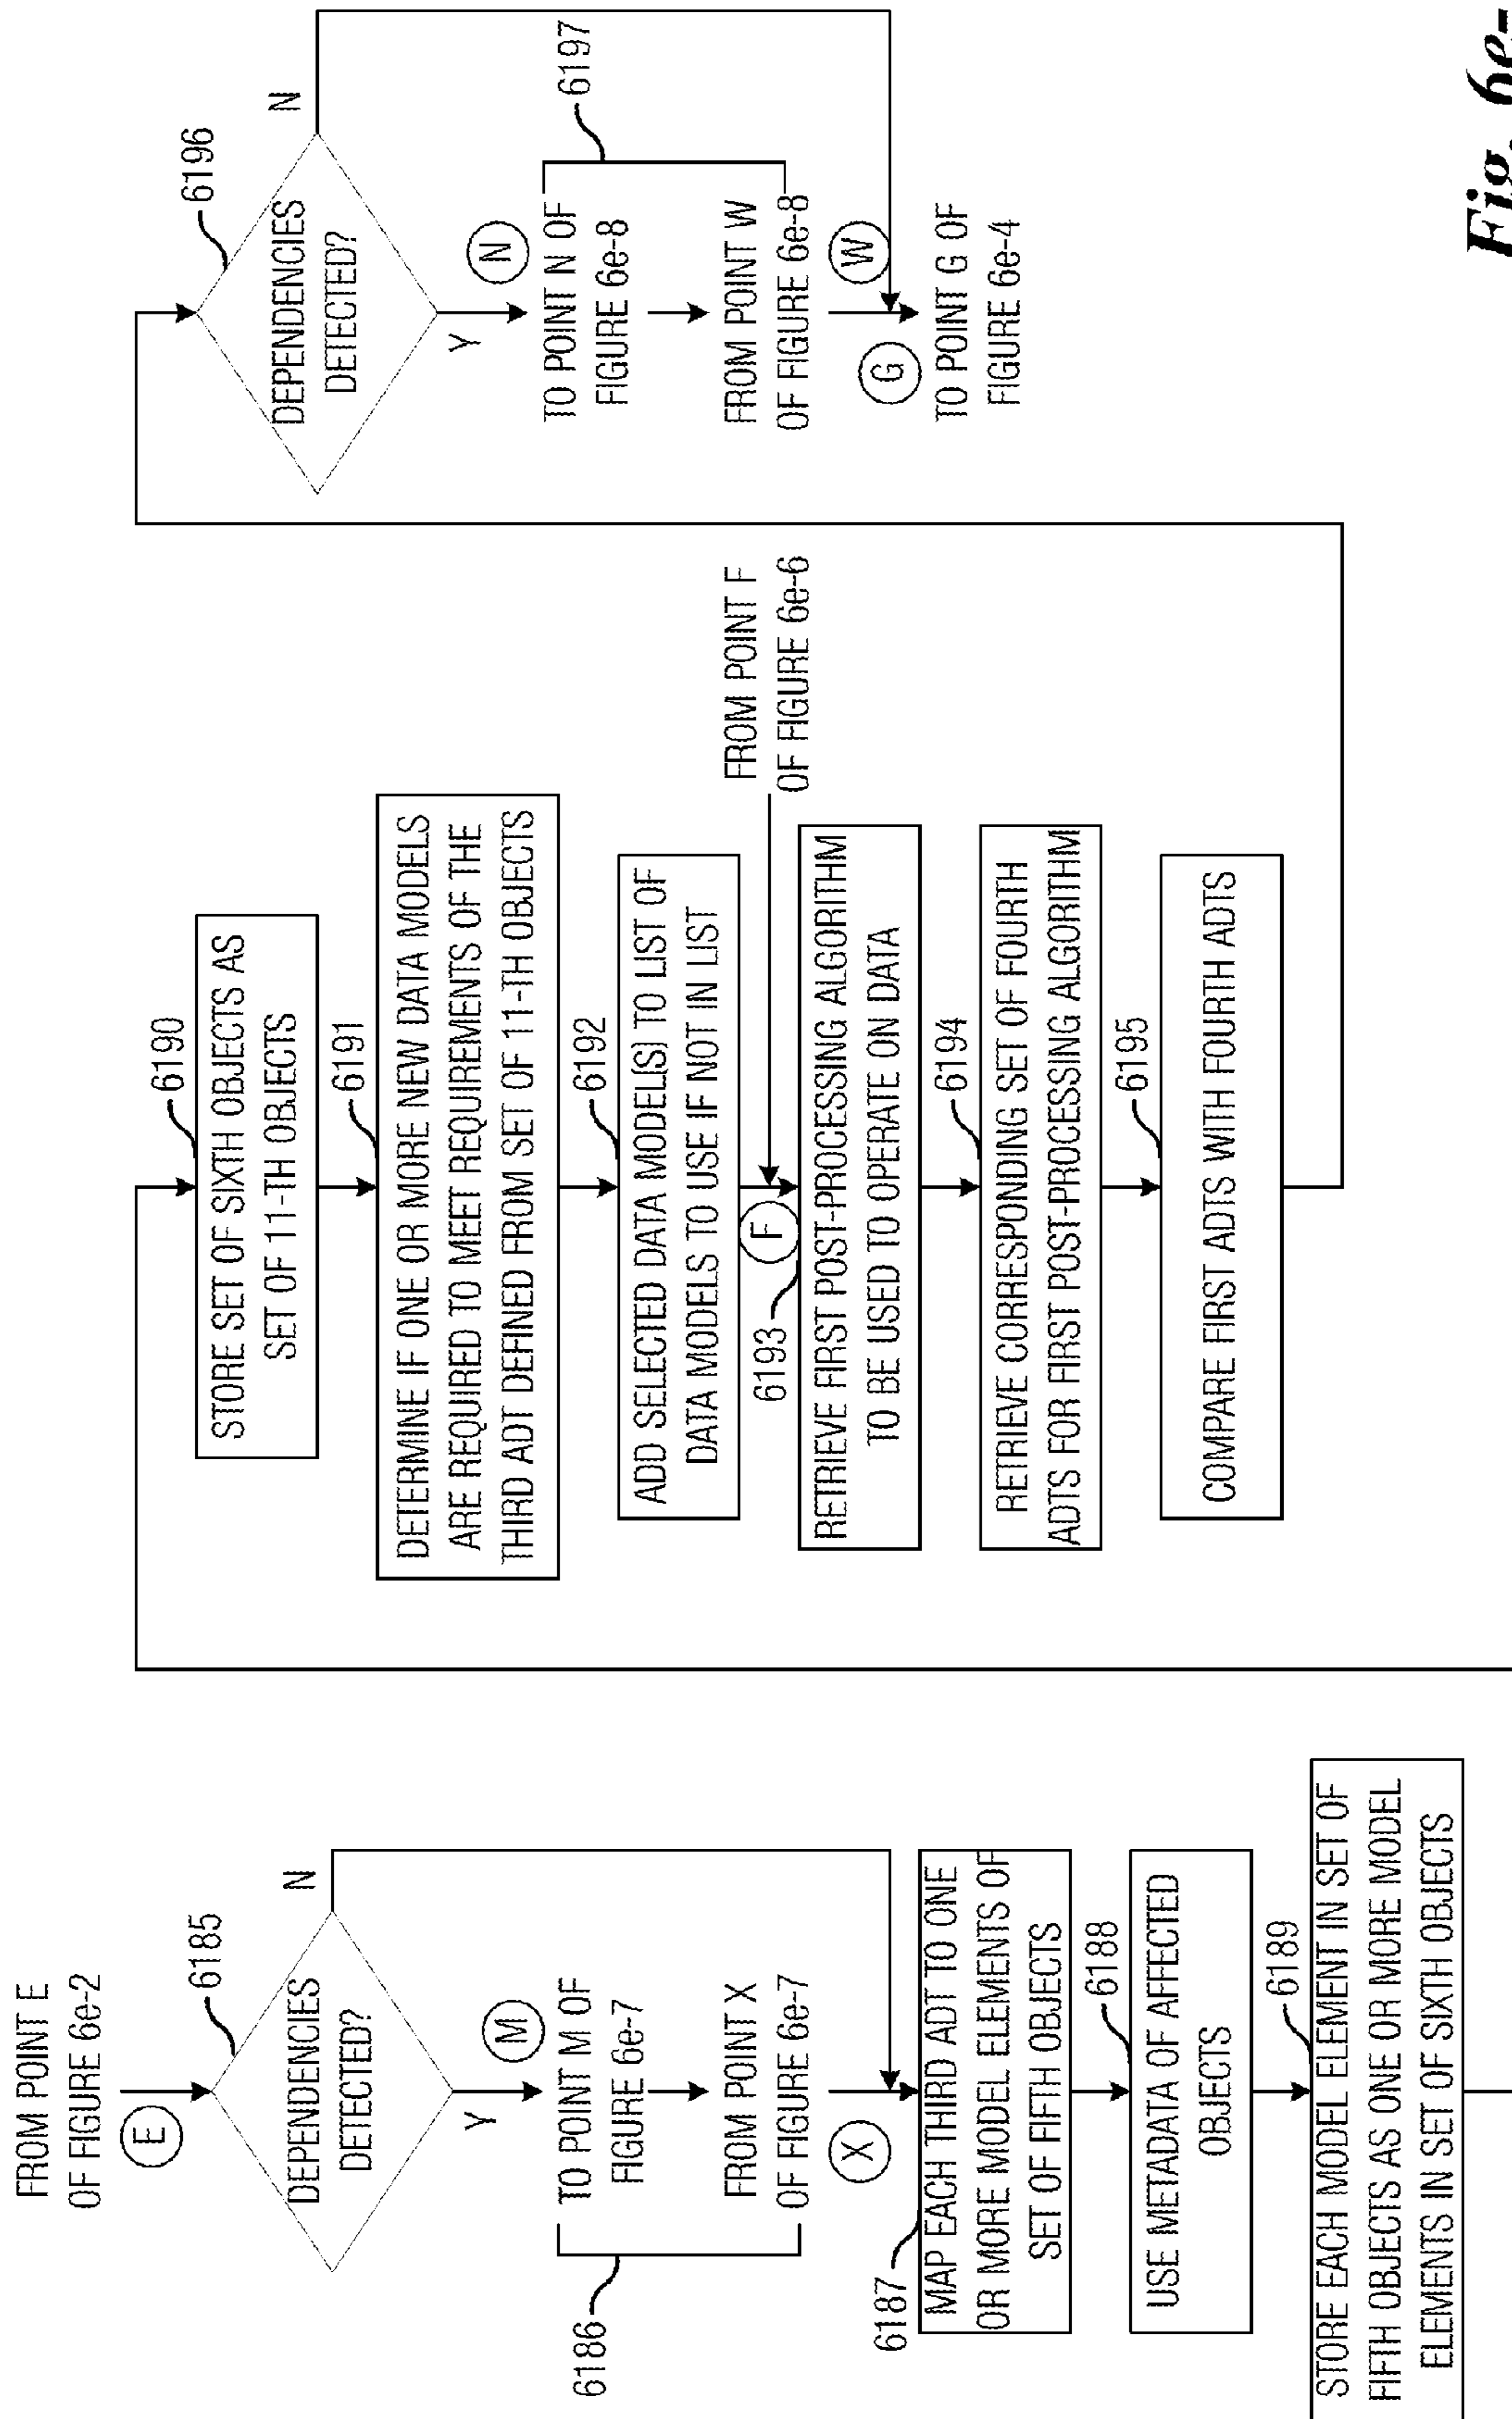 FROM POINT E
OF FIGURE 6e-2
E
6185
DEPENDENCIES
DETECTED?
N
Y
M
TO POINT M OF
FIGURE 6e-7
FROM POINT X
OF FIGURE 6e-7
6186
X
6187
MAP EACH THIRD ADT TO ONE
OR MORE MODEL ELEMENTS OF
SET OF FIFTH OBJECTS
6188
USE METADATA OF AFFECTED
OBJECTS
6189
STORE EACH MODEL ELEMENT IN SET OF
FIFTH OBJECTS AS ONE OR MORE MODEL
ELEMENTS IN SET OF SIXTH OBJECTS
6190
STORE SET OF SIXTH OBJECTS AS
SET OF 11-TH OBJECTS
6191
DETERMINE IF ONE OR MORE NEW DATA MODELS
ARE REQUIRED TO MEET REQUIREMENTS OF THE
THIRD ADT DEFINED FROM SET OF 11-TH OBJECTS
6192
ADD SELECTED DATA MODEL(S) TO LIST OF
DATA MODELS TO USE IF NOT IN LIST
FROM POINT F
OF FIGURE 6e-6
F
6193
RETRIEVE FIRST POST-PROCESSING ALGORITHM
TO BE USED TO OPERATE ON DATA
6194
RETRIEVE CORRESPONDING SET OF FOURTH
ADTS FOR FIRST POST-PROCESSING ALGORITHM
6195
COMPARE FIRST ADTS WITH FOURTH ADTS
6196
DEPENDENCIES
DETECTED?
N
Y
N
TO POINT N OF
FIGURE 6e-8
6197
FROM POINT W
OF FIGURE 6e-8
W
G
TO POINT G OF
FIGURE 6e-4
Fig. 6e-